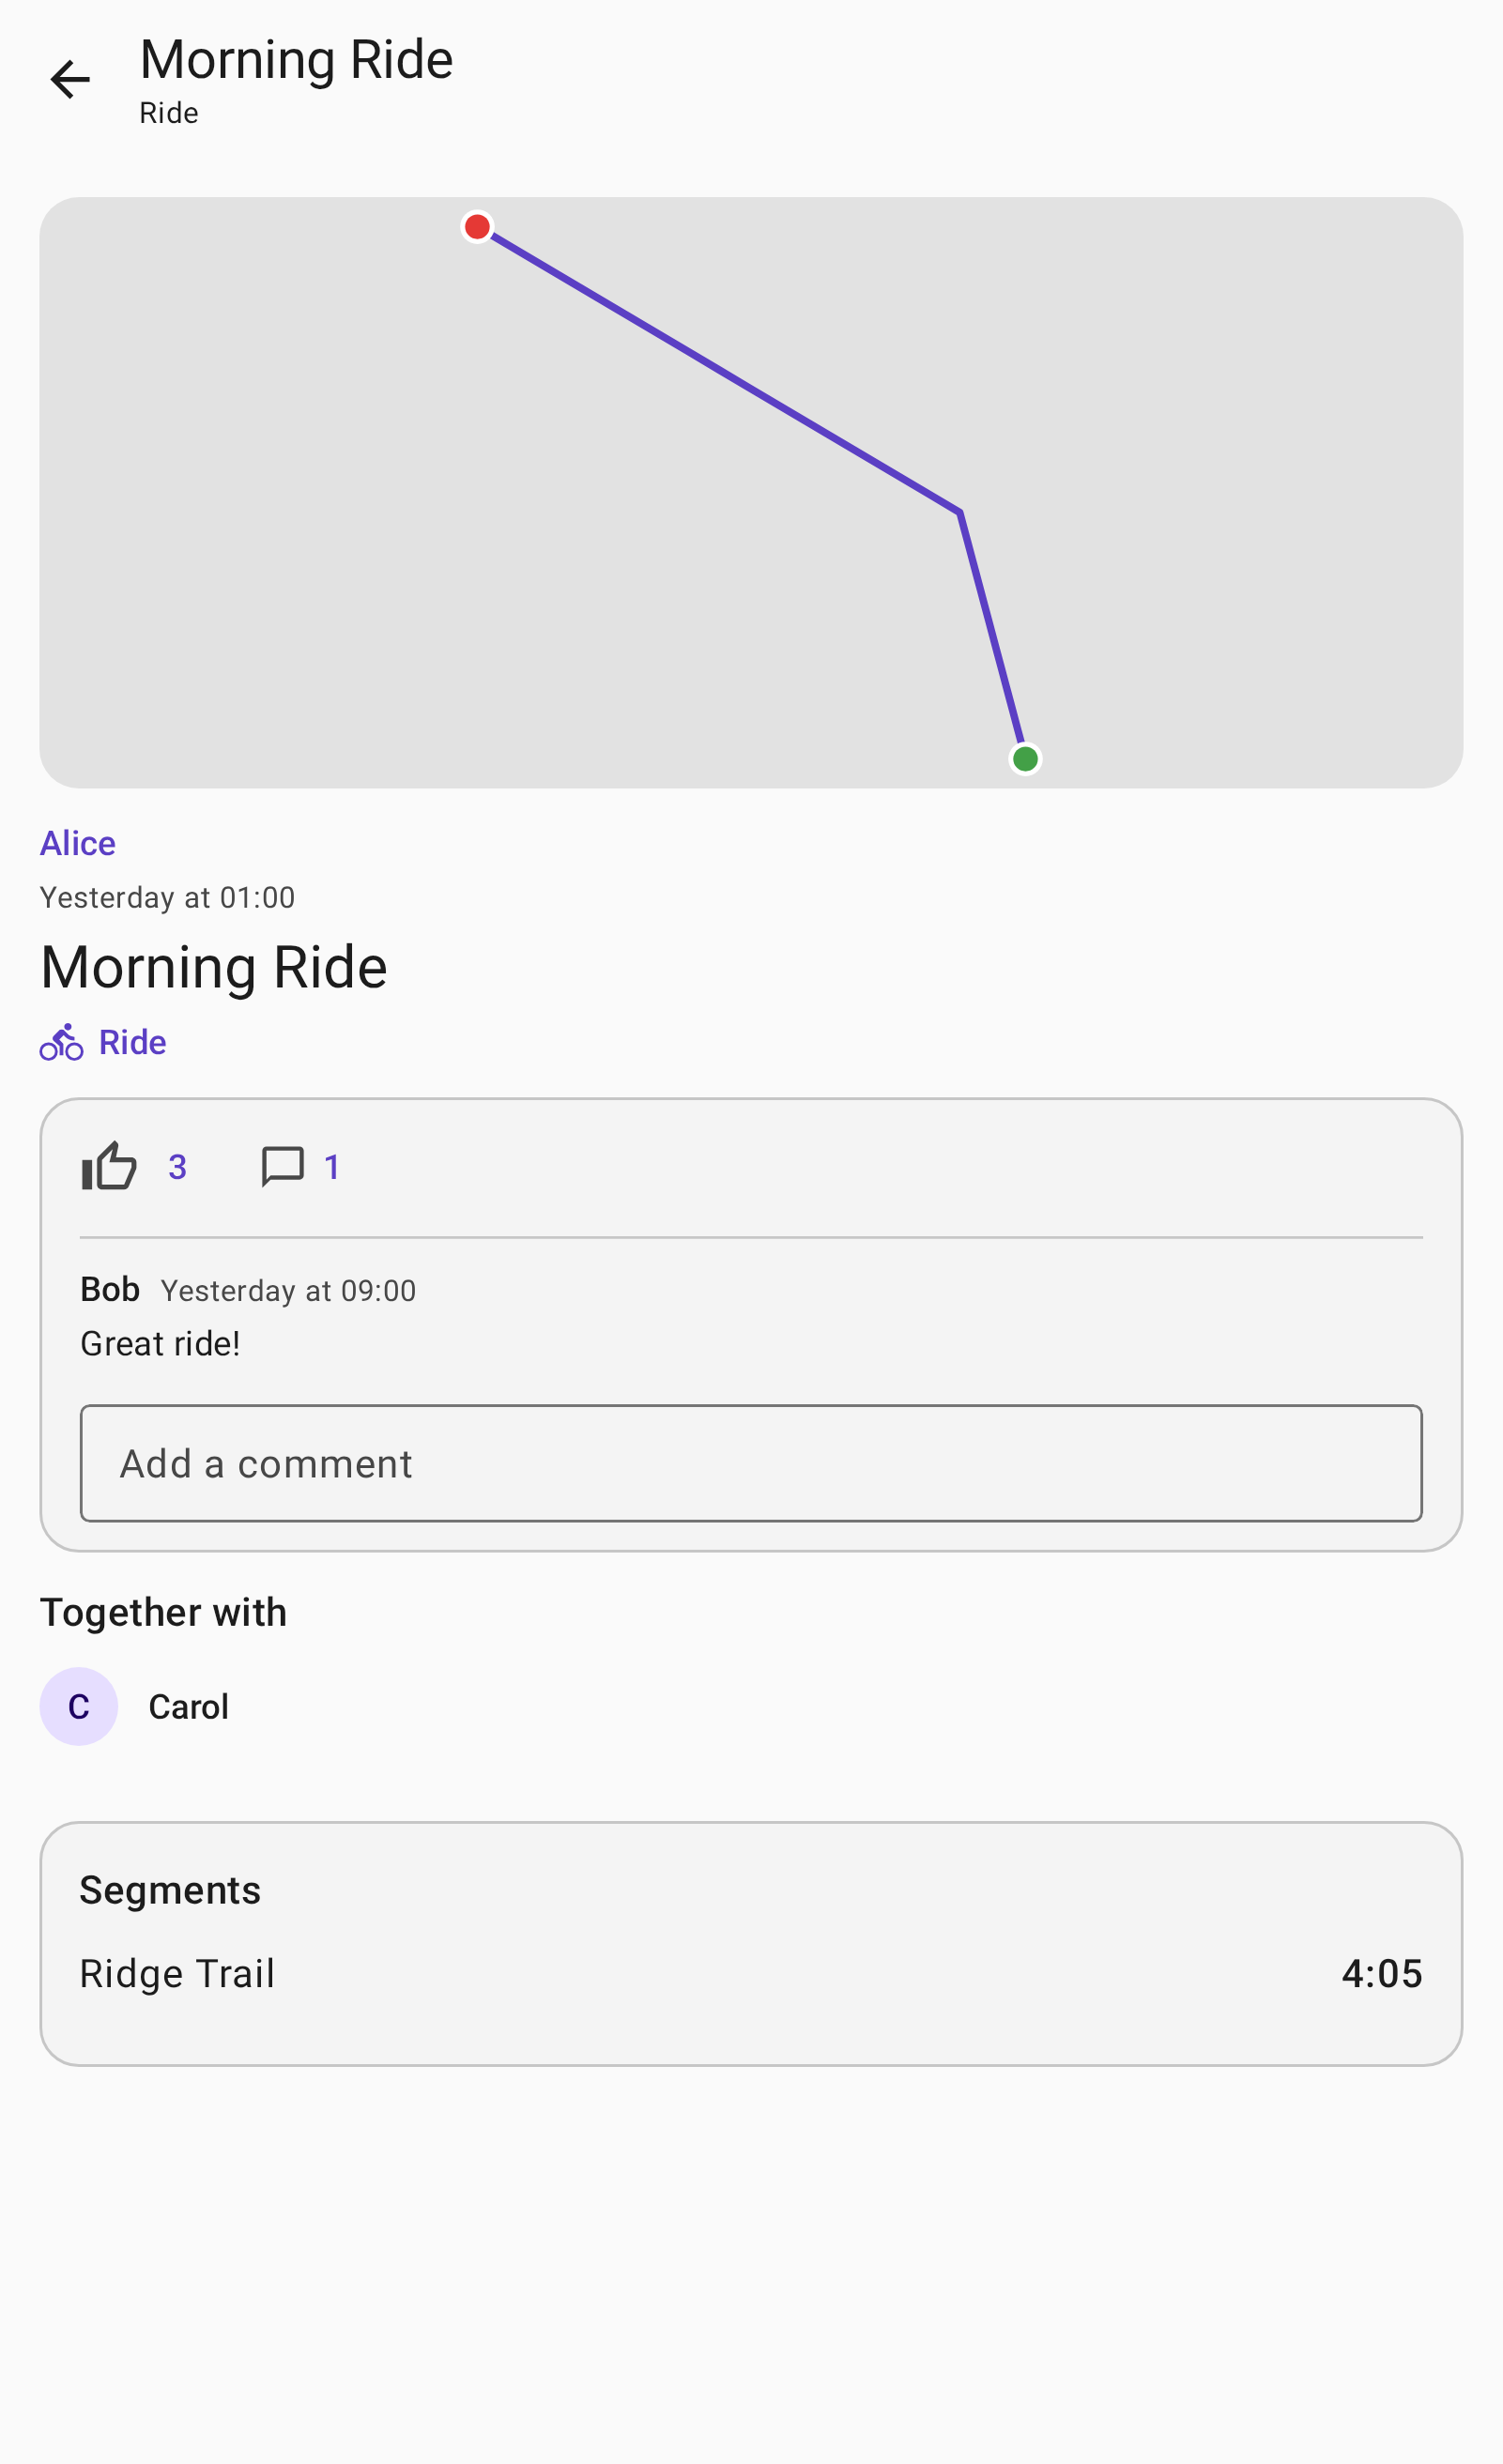 Morning Ride
Ride
Alice
Yesterday at 01:00
Morning Ride
Ride
3 1
Bob Yesterday at 09:00
Great ride!
Add a comment
Together with
C Carol
Segments
Ridge Trail 4:05